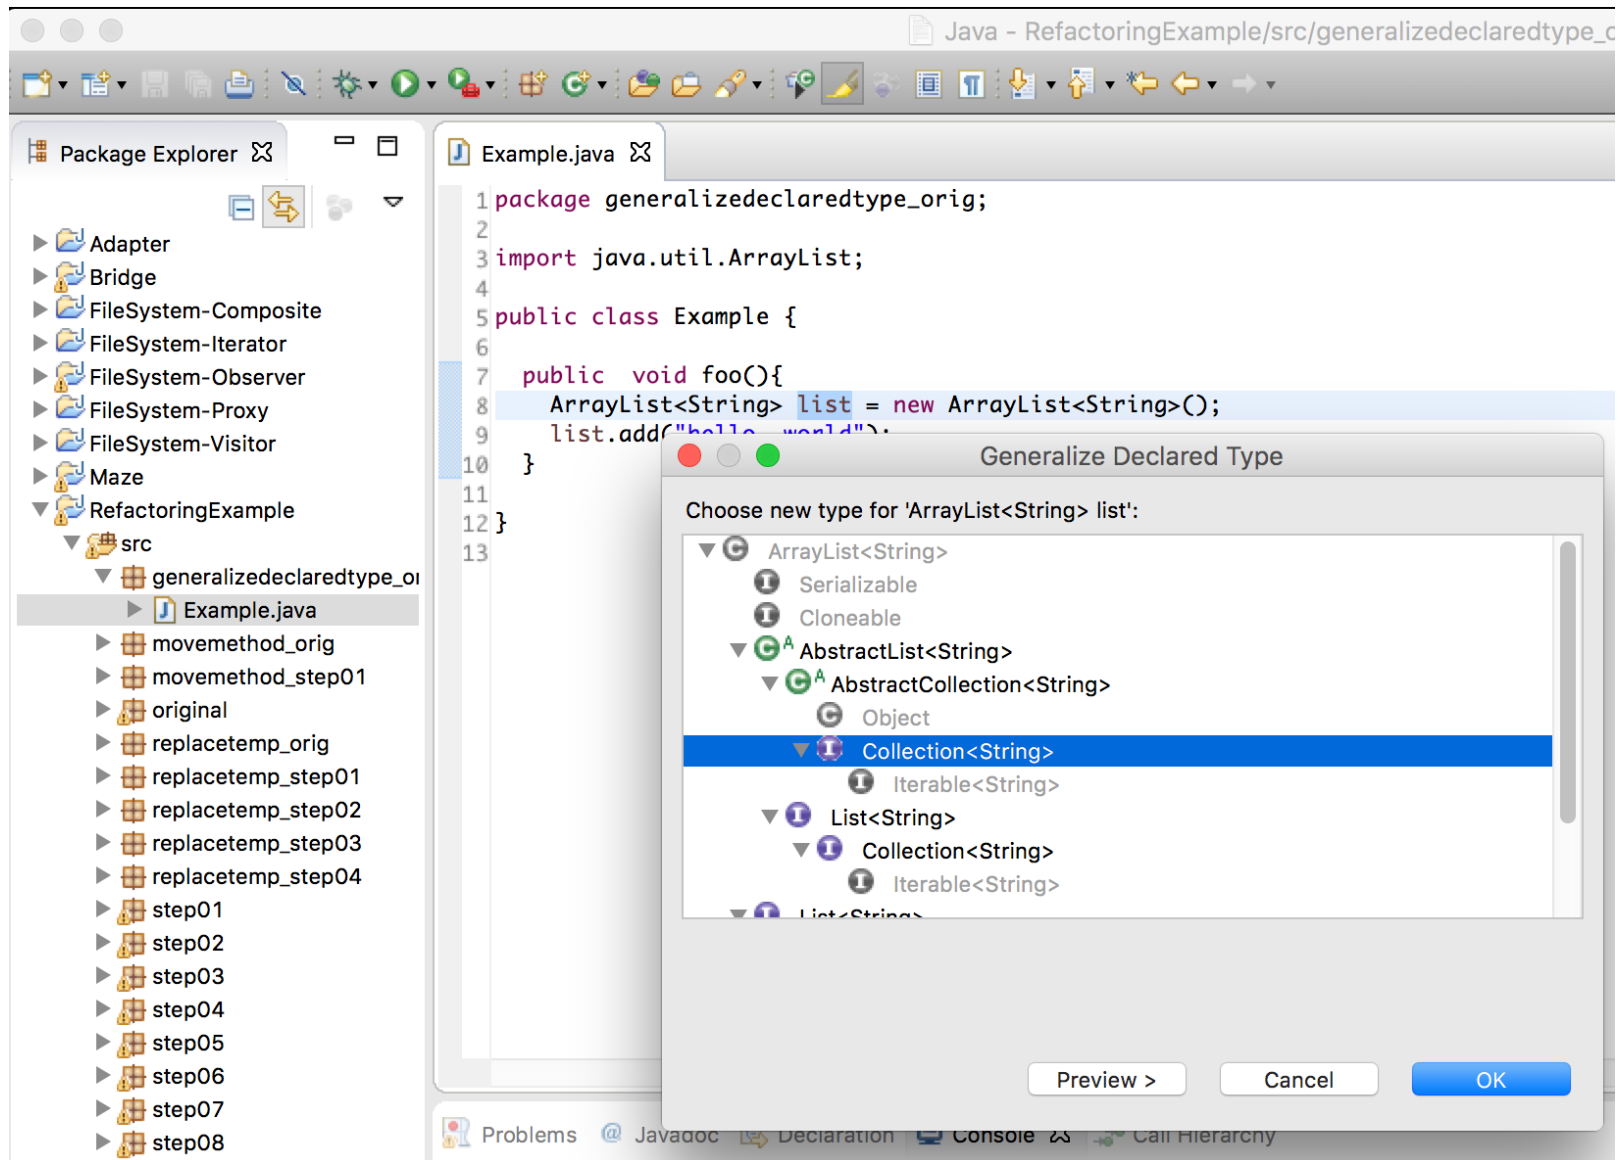 Java - RefactoringExample/src/generalizedeclaredtype_o
Package Explorer
Example.java
Adapter
Bridge
FileSystem-Composite
FileSystem-Iterator
FileSystem-Observer
FileSystem-Proxy
FileSystem-Visitor
Maze
RefactoringExample
src
generalizedeclaredtype_o
Example.java
movemethod_orig
movemethod_step01
original
replacetemp_orig
replacetemp_step01
replacetemp_step02
replacetemp_step03
replacetemp_step04
step01
step02
step03
step04
step05
step06
step07
step08
1 package generalizedeclaredtype_orig;
2
3 import java.util.ArrayList;
4
5 public class Example {
6
7 public void foo(){
8 ArrayList<String> list = new ArrayList<String>();
9 list.add("hello, world");
10 }
11
12 }
13
Generalize Declared Type
Choose new type for 'ArrayList<String> list':
ArrayList<String>
Serializable
Cloneable
AbstractList<String>
AbstractCollection<String>
Object
Collection<String>
Iterable<String>
List<String>
Collection<String>
Iterable<String>
List<String>
Preview >
Cancel
OK
Problems
Javadoc
Declaration
Console
Call Hierarchy